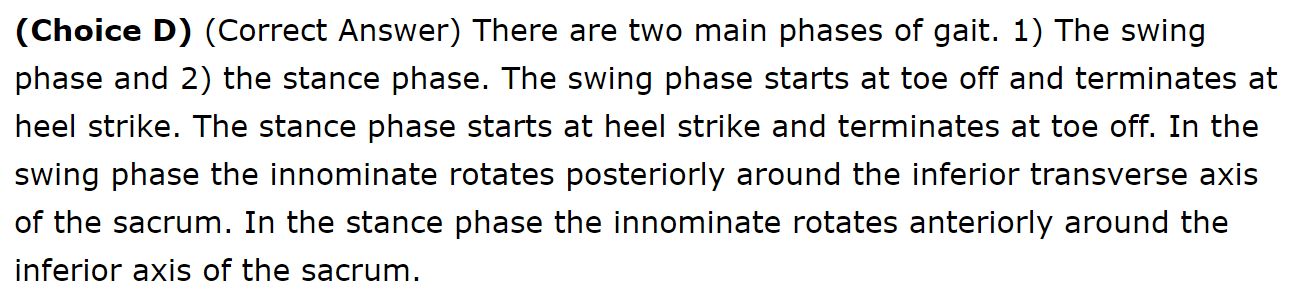 (Choice D) (Correct Answer) There are two main phases of gait. 1) The swing
phase and 2) the stance phase. The swing phase starts at toe off and terminates at
heel strike. The stance phase starts at heel strike and terminates at toe off. In the
swing phase the innominate rotates posteriorly around the inferior transverse axis
of the sacrum. In the stance phase the innominate rotates anteriorly around the
inferior axis of the sacrum.